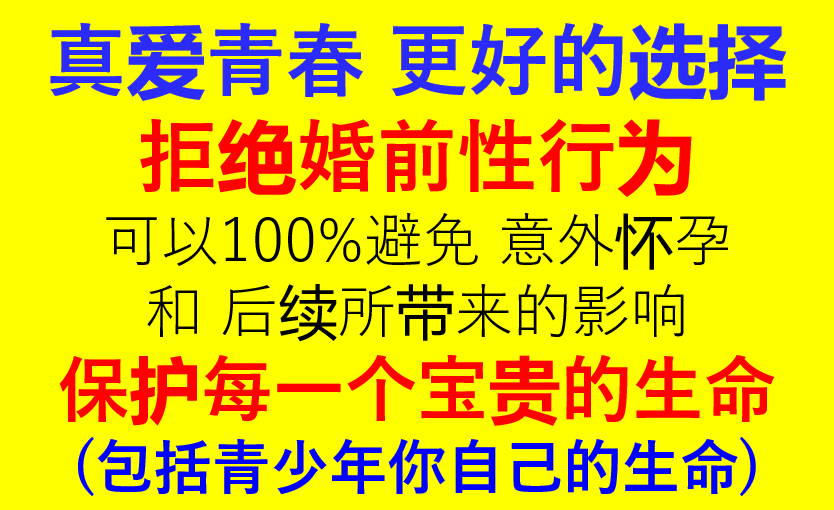 真爱青春 更好的选择
拒绝婚前性行为
可以100%避免 意外怀孕
和 后续所带来的影响
保护每一个宝贵的生命
(包括青少年你自己的生命)